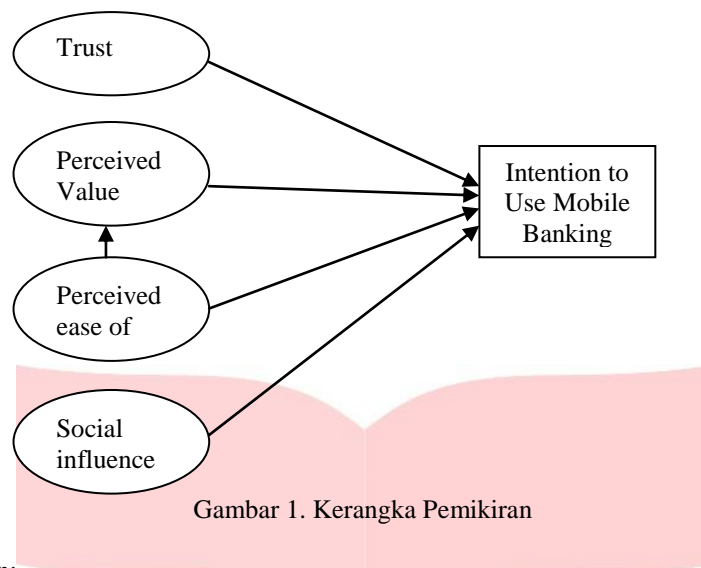 Trust
Perceived
Value
Perceived
ease of
Social
influence
Intention to
Use Mobile
Banking
Gambar 1. Kerangka Pemikiran